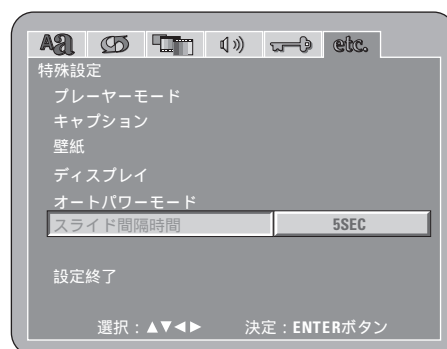 Aa etc.
特殊設定
プレーヤーモード
キャプション
壁紙
ディスプレイ
オートパワーモード
スライド間隔時間 5SEC
設定終了
選択：▲▼◀▶ 決定：ENTERボタン